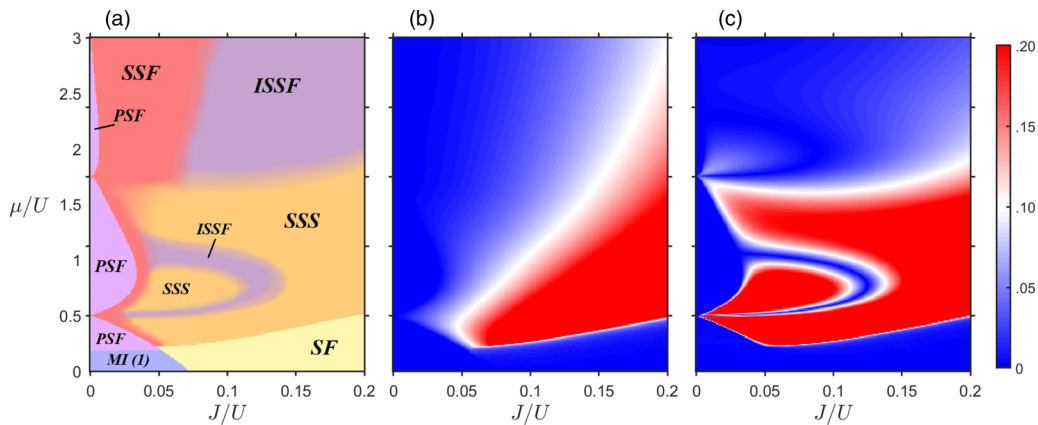 (a) (b) (c)
3 2.5 2 1.5 1 0.5 0
μ/U
SSF
ISSF
PSF
SSS
ISSF
PSF
SSS
PSF
SF
MI (1)
0 0.05 0.1 0.15 0.2
J/U
0 0.05 0.1 0.15 0.2
J/U
0 0.05 0.1 0.15 0.2
J/U
.20
.15
.10
.05
0